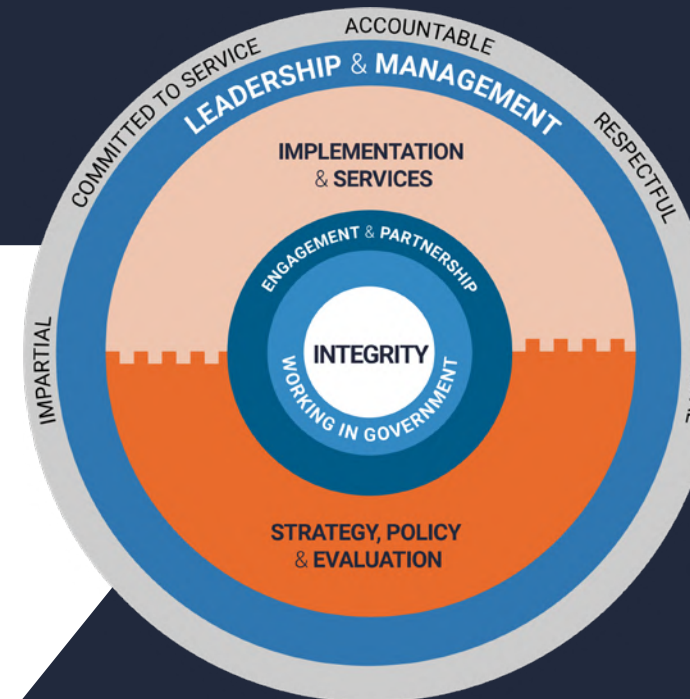 ACCOUNTABLE
COMMITTED TO SERVICE
RESPECTFUL
IMPARTIAL
LEADERSHIP & MANAGEMENT
IMPLEMENTATION
& SERVICES
ENGAGEMENT & PARTNERSHIP
INTEGRITY
WORKING IN GOVERNMENT
STRATEGY, POLICY
& EVALUATION